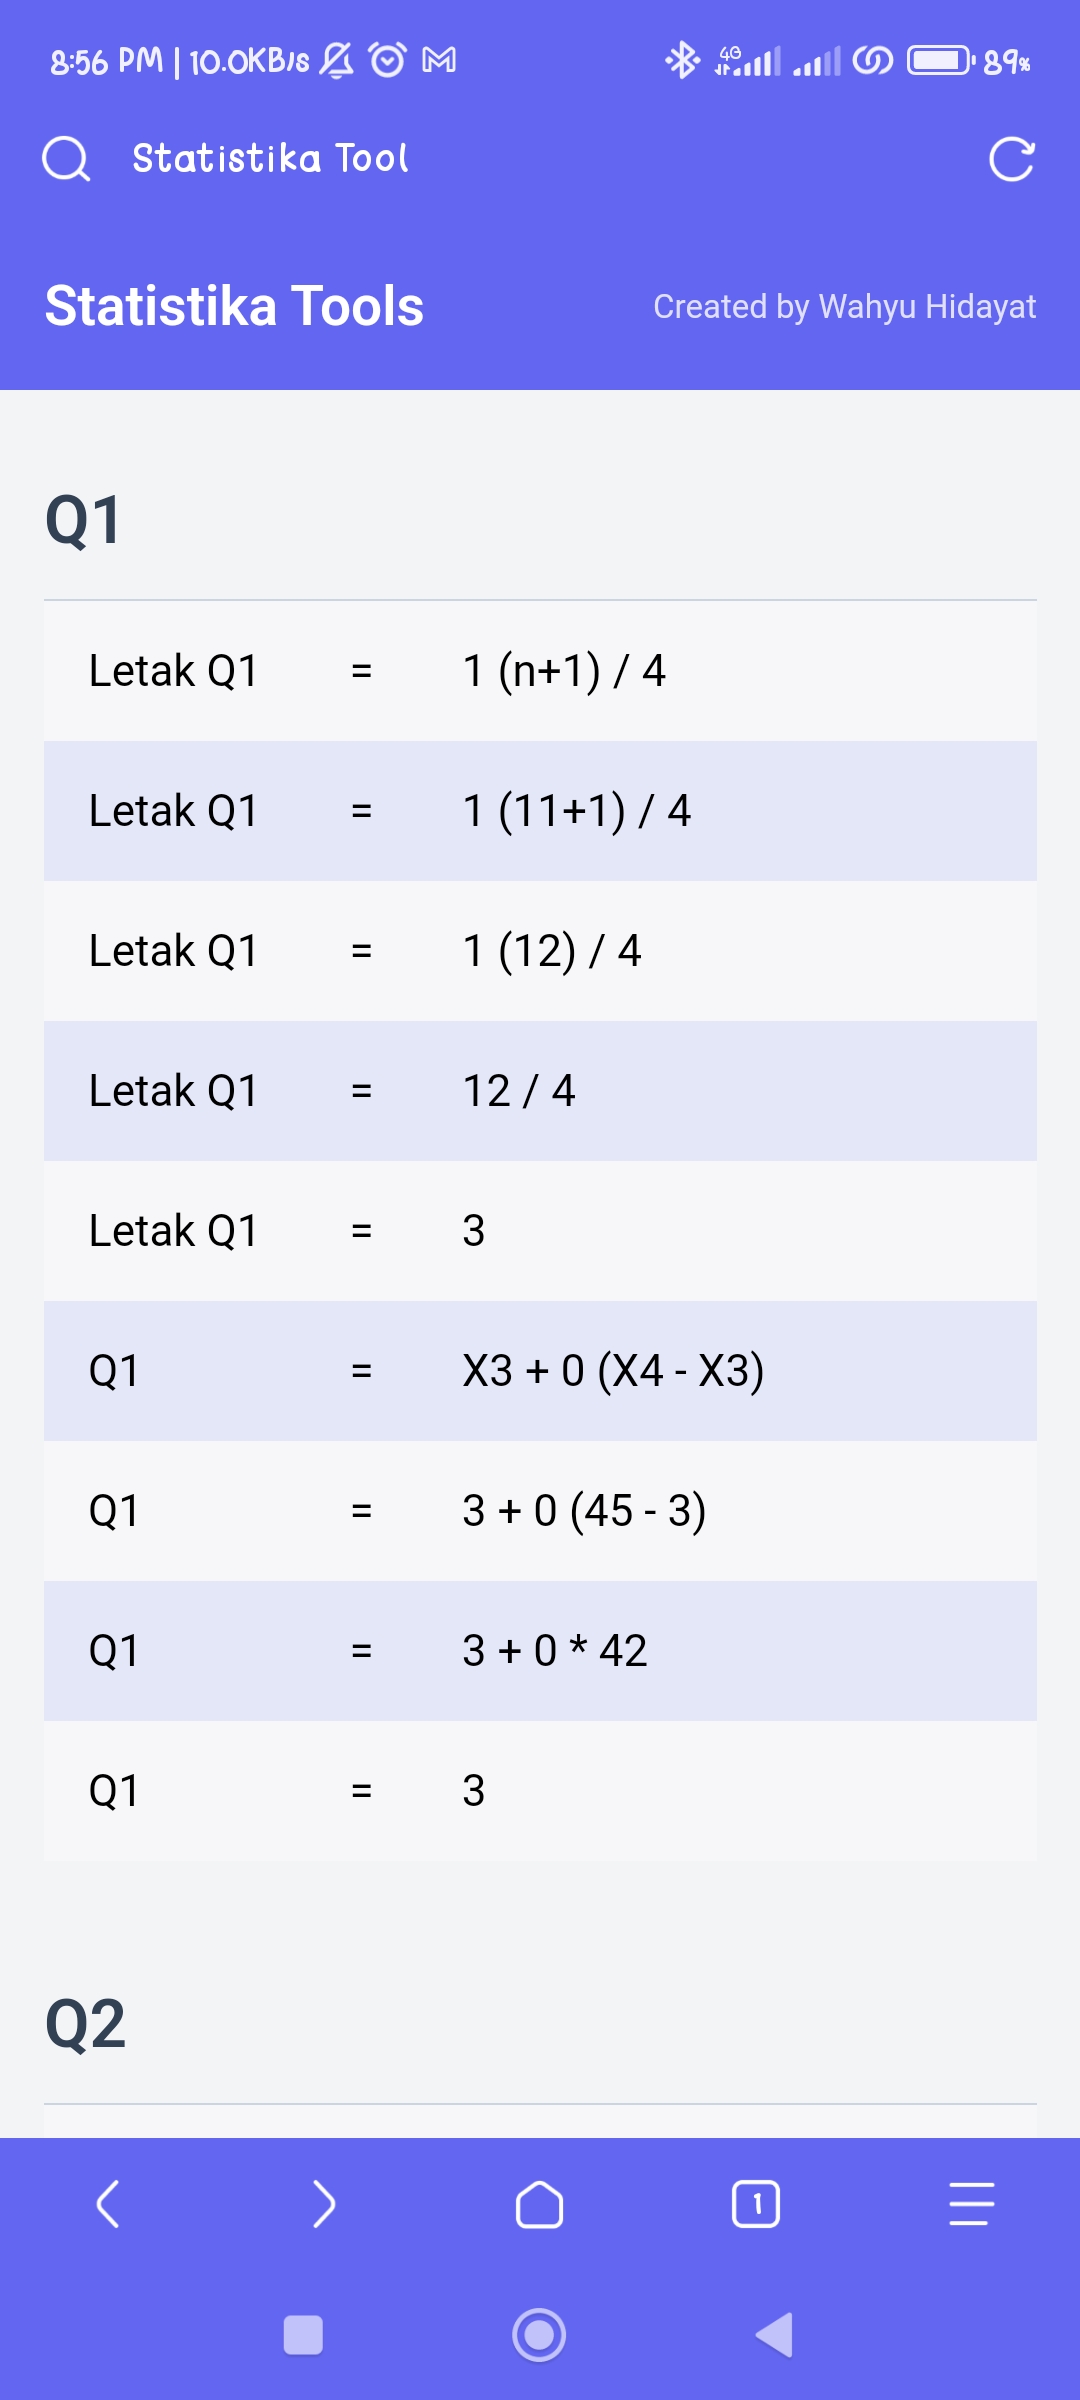 8:56 PM | 10.0KB/s 4G 89%
Statistika Tool
Statistika Tools Created by Wahyu Hidayat
Q1
Letak Q1 = 1 (n+1) / 4
Letak Q1 = 1 (11+1) / 4
Letak Q1 = 1 (12) / 4
Letak Q1 = 12 / 4
Letak Q1 = 3
Q1 = X3 + 0 (X4 - X3)
Q1 = 3 + 0 (45 - 3)
Q1 = 3 + 0 * 42
Q1 = 3
Q2
1